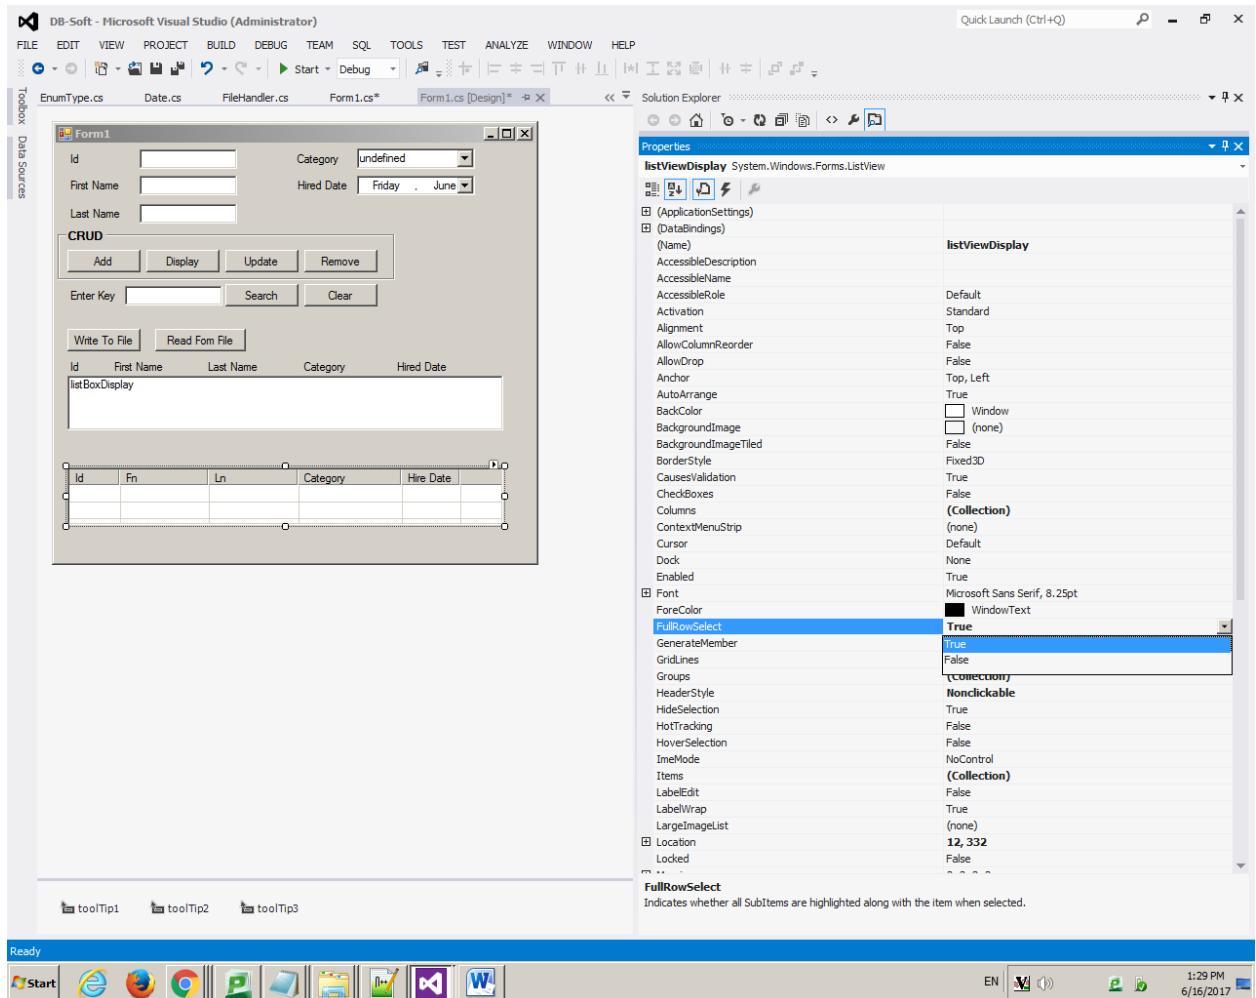 DB-Soft - Microsoft Visual Studio (Administrator)
Quick Launch (Ctrl+Q)
FILE EDIT VIEW PROJECT BUILD DEBUG TEAM SQL TOOLS TEST ANALYZE WINDOW HELP
Start Debug
Toolbox
Data Sources
EnumType.cs Date.cs FileHandler.cs Form1.cs* Form1.cs [Design]*
Form1
Id Category undefined
First Name Hired Date Friday , June
Last Name
CRUD
Add Display Update Remove
Enter Key Search Clear
Write To File Read Fom File
Id First Name Last Name Category Hired Date
listBoxDisplay
Id Fn Ln Category Hire Date
toolTip1 toolTip2 toolTip3
Solution Explorer
Properties
listViewDisplay System.Windows.Forms.ListView
(ApplicationSettings)
(DataBindings)
(Name) listViewDisplay
AccessibleDescription
AccessibleName
AccessibleRole Default
Activation Standard
Alignment Top
AllowColumnReorder False
AllowDrop False
Anchor Top, Left
AutoArrange True
BackColor Window
BackgroundImage (none)
BackgroundImageTiled False
BorderStyle Fixed3D
CausesValidation True
CheckBoxes False
Columns (Collection)
ContextMenuStrip (none)
Cursor Default
Dock None
Enabled True
Font Microsoft Sans Serif, 8.25pt
ForeColor WindowText
FullRowSelect True
GenerateMember True
GridLines False
Groups (Collection)
HeaderStyle Nonclickable
HideSelection True
HotTracking False
HoverSelection False
ImeMode NoControl
Items (Collection)
LabelEdit False
LabelWrap True
LargeImageList (none)
Location 12, 332
Locked False
FullRowSelect
Indicates whether all SubItems are highlighted along with the item when selected.
Ready
Start
EN
1:29 PM
6/16/2017